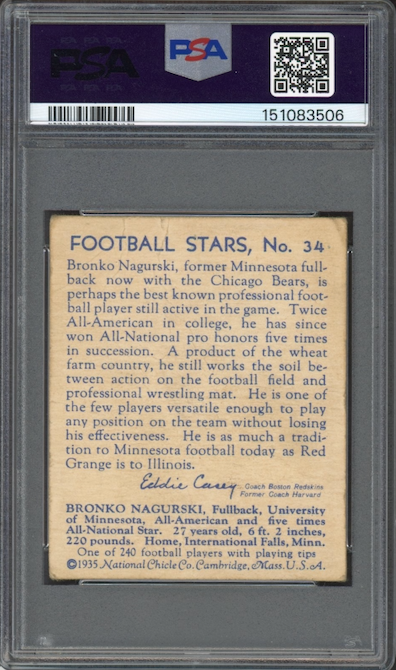 PSA
PSA
151083506
FOOTBALL STARS, No. 34
Bronko Nagurski, former Minnesota full-
back now with the Chicago Bears, is
perhaps the best known professional foot-
ball player still active in the game. Twice
All-American in college, he has since
won All-National pro honors five times
in succession. A product of the wheat
farm country, he still works the soil be-
tween action on the football field and
professional wrestling mat. He is one of
the few players versatile enough to play
any position on the team without losing
his effectiveness. He is as much a tradi-
tion to Minnesota football today as Red
Grange is to Illinois.
Eddie Casey Coach Boston Redskins
Former Coach Harvard
BRONKO NAGURSKI, Fullback, University
of Minnesota, All-American and five times
All-National Star. 27 years old, 6 ft. 2 inches,
220 pounds. Home, International Falls, Minn.
One of 240 football players with playing tips
©1935 National Chicle Co. Cambridge, Mass. U.S.A.